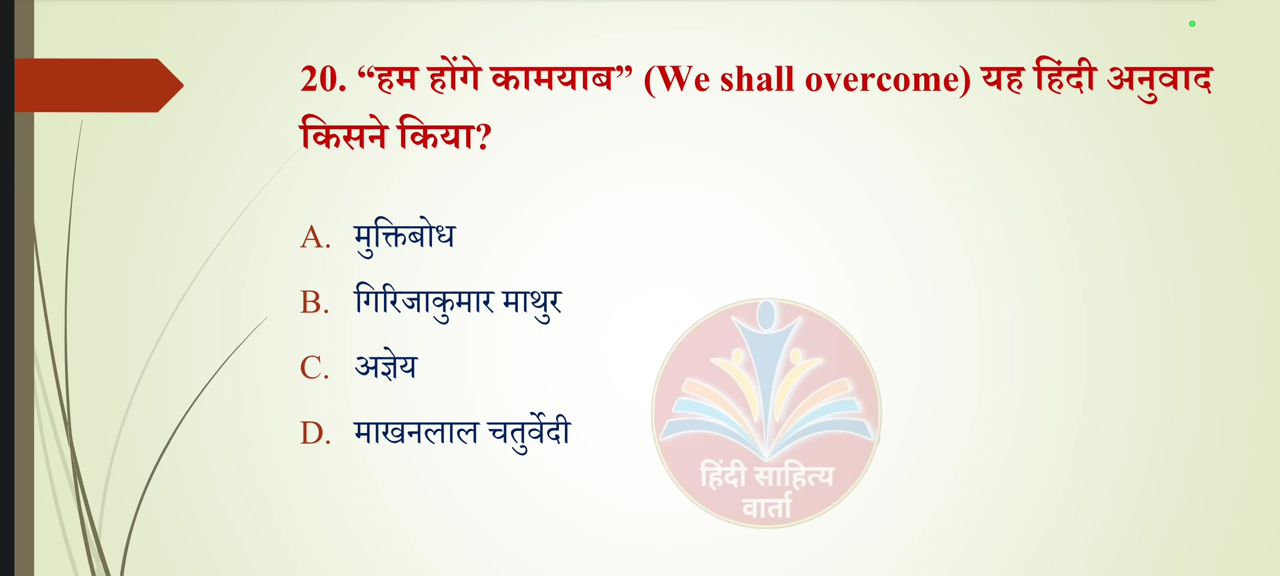 20. “हम होंगे कामयाब” (We shall overcome) यह हिंदी अनुवाद
किसने किया?
A. मुक्तिबोध
B. गिरिजाकुमार माथुर
C. अज्ञेय
D. माखनलाल चतुर्वेदी
हिंदी साहित्य
वार्ता